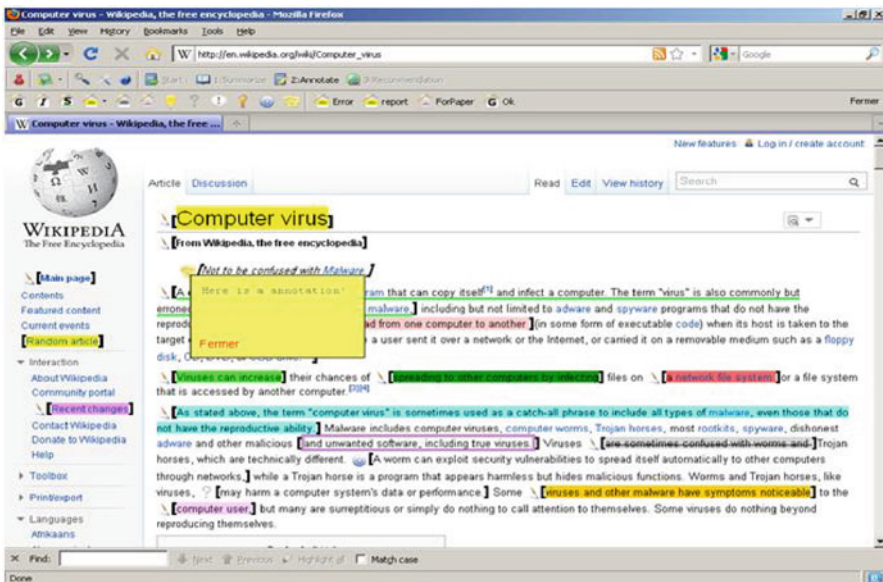 Computer virus - Wikipedia, the free encyclopedia - Mozilla Firefox
File Edit View History Bookmarks Tools Help
W http://en.wikipedia.org/wiki/Computer_virus Google
Start: 1:Summarize 2:Annotate 3:Recommendation
G I S ? Error report ForPaper G Ok Fermer
W Computer virus - Wikipedia, the free ...
New features Log in / create account
Article Discussion Read Edit View history Search
WIKIPEDIA
The Free Encyclopedia
[Computer virus]
[From Wikipedia, the free encyclopedia]
[Main page]
Contents
Featured content
Current events
[Random article]
Interaction
About Wikipedia
Community portal
[Recent changes]
Contact Wikipedia
Donate to Wikipedia
Help
Toolbox
Print/export
Languages
Afrikaans
[Not to be confused with Malware.]
Here is a annotation!
Fermer
[A that can copy itself[1] and infect a computer. The term "virus" is also commonly but
malware,] including but not limited to adware and spyware programs that do not have the
from one computer to another ](in some form of executable code) when its host is taken to the
target a user sent it over a network or the Internet, or carried it on a removable medium such as a floppy
disk,
[Viruses can increase] their chances of [spreading to other computers by infecting] files on [a network file system ]or a file system
that is accessed by another computer.[3][4]
[As stated above, the term "computer virus" is sometimes used as a catch-all phrase to include all types of malware, even those that do
not have the reproductive ability.] Malware includes computer viruses, computer worms, Trojan horses, most rootkits, spyware, dishonest
adware and other malicious [and unwanted software, including true viruses.] Viruses [are sometimes confused with worms and ]Trojan
horses, which are technically different. [A worm can exploit security vulnerabilities to spread itself automatically to other computers
through networks,] while a Trojan horse is a program that appears harmless but hides malicious functions. Worms and Trojan horses, like
viruses, ? [may harm a computer system's data or performance.] Some [viruses and other malware have symptoms noticeable] to the
[computer user,] but many are surreptitious or simply do nothing to call attention to themselves. Some viruses do nothing beyond
reproducing themselves.
Find: Next Previous Highlight all Match case
Done